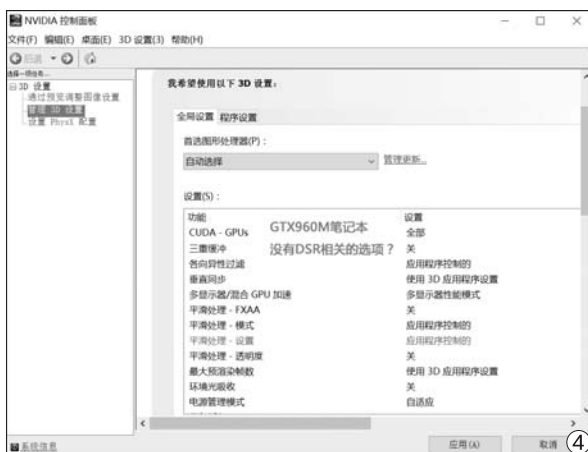 NVIDIA 控制面板
文件(F) 编辑(E) 桌面(E) 3D 设置(3) 帮助(H)
后退
选择一项任务...
3D 设置
通过预览调整图像设置
管理 3D 设置
设置 PhysX 配置
我希望使用以下 3D 设置:
全局设置 程序设置
首选图形处理器(P) :
自动选择 管理更新...
设置(S) :
功能 设置
CUDA - GPUs 全部
GTX960M笔记本
三重缓冲 关
没有DSR相关的选项?
各向异性过滤 应用程序控制的
垂直同步 使用 3D 应用程序设置
多显示器/混合 GPU 加速 多显示器性能模式
平滑处理 - FXAA 关
平滑处理 - 模式 应用程序控制的
平滑处理 - 设置 应用程序控制的
平滑处理 - 透明度 关
最大预渲染帧数 使用 3D 应用程序设置
环境光吸收 关
电源管理模式 自适应
系统信息
应用(A) 取消 ④